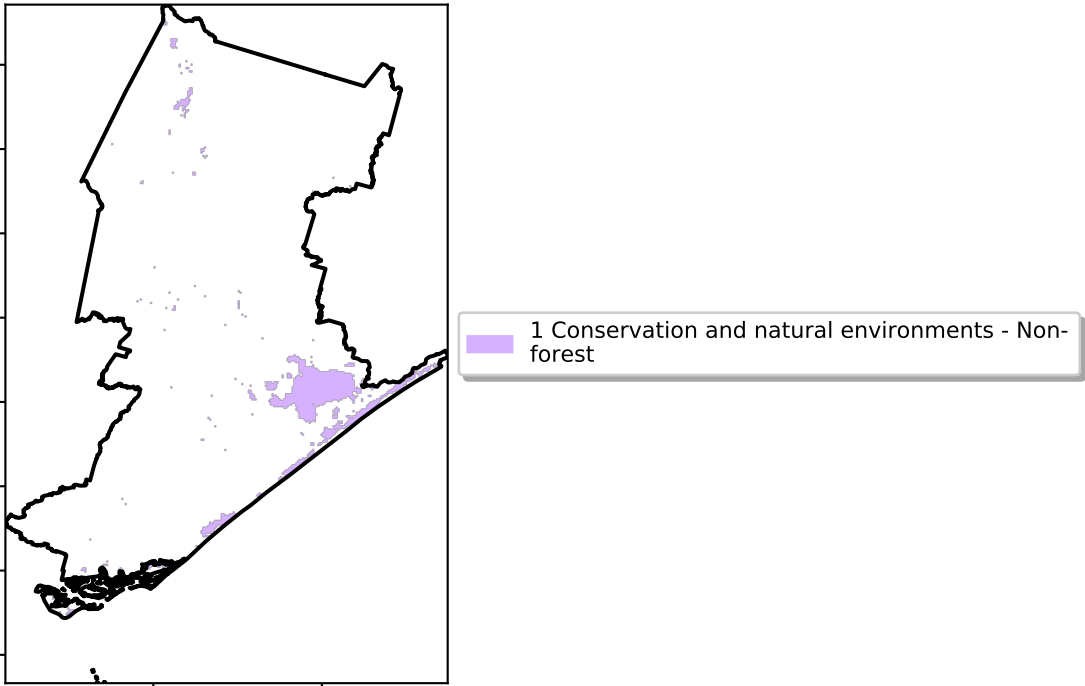 1 Conservation and natural environments - Non-
forest